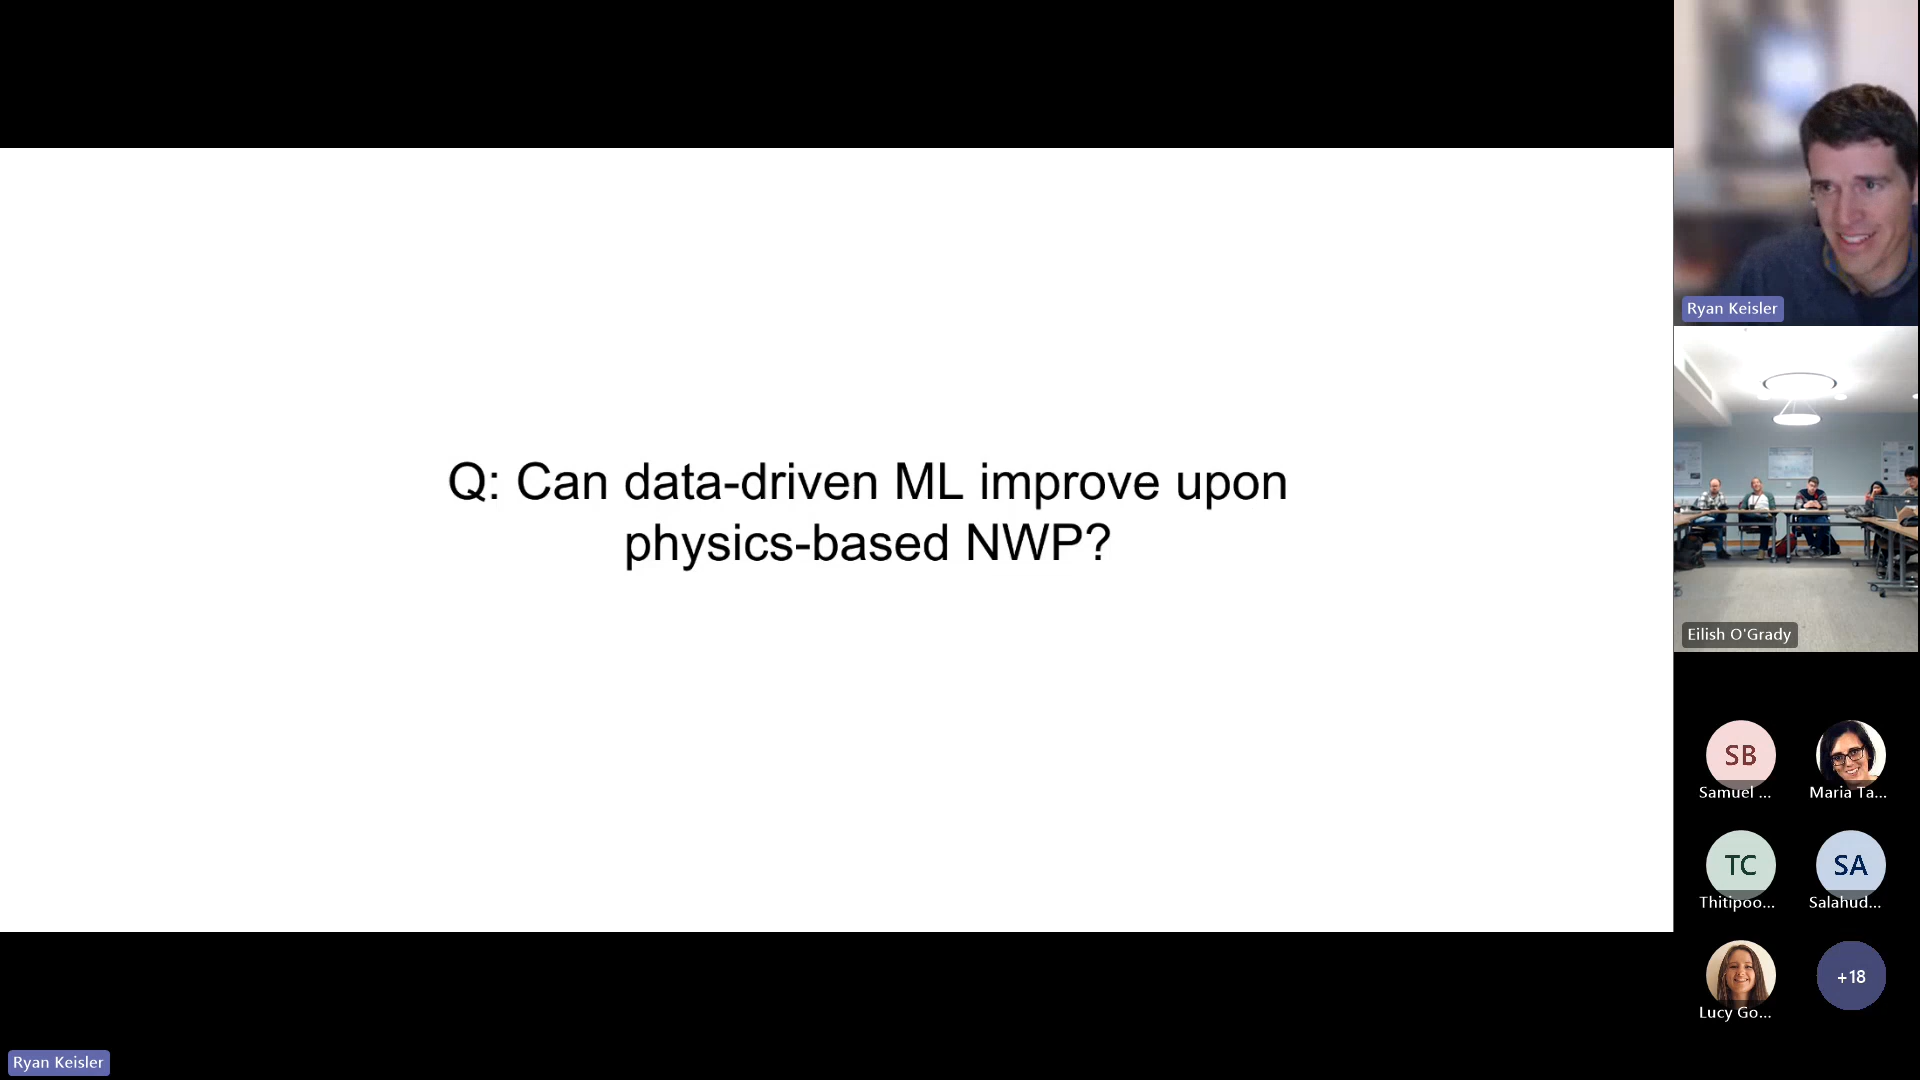 Q: Can data-driven ML improve upon
physics-based NWP?
Ryan Keisler
Eilish O'Grady
SB
Samuel ...
Maria Ta...
TC
Thitipoo...
SA
Salahud...
Lucy Go...
+18
Ryan Keisler